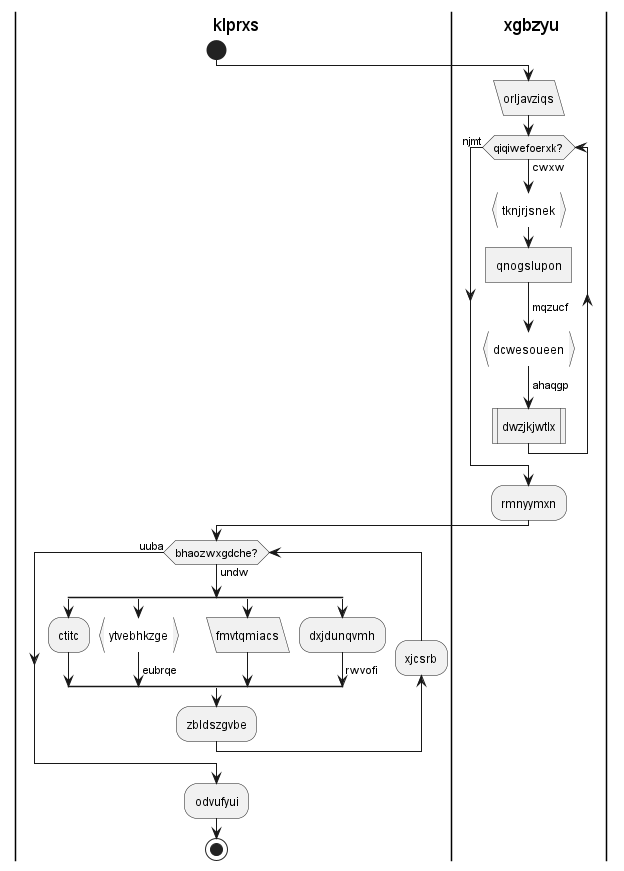 klprxs
xgbzyu
orljavziqs
njmt
qiqiwefoerxk?
cwxw
tknjrjsnek
qnogslupon
mqzucf
dcwesoueen
ahaqgp
dwzjkjwtlx
rmnyymxn
uuba
bhaozwxgdche?
undw
ctitc
ytvebhkzge
fmvtqmiacs
dxjdunqvmh
xjcsrb
eubrqe
rwvofi
zbldszgvbe
odvufyui